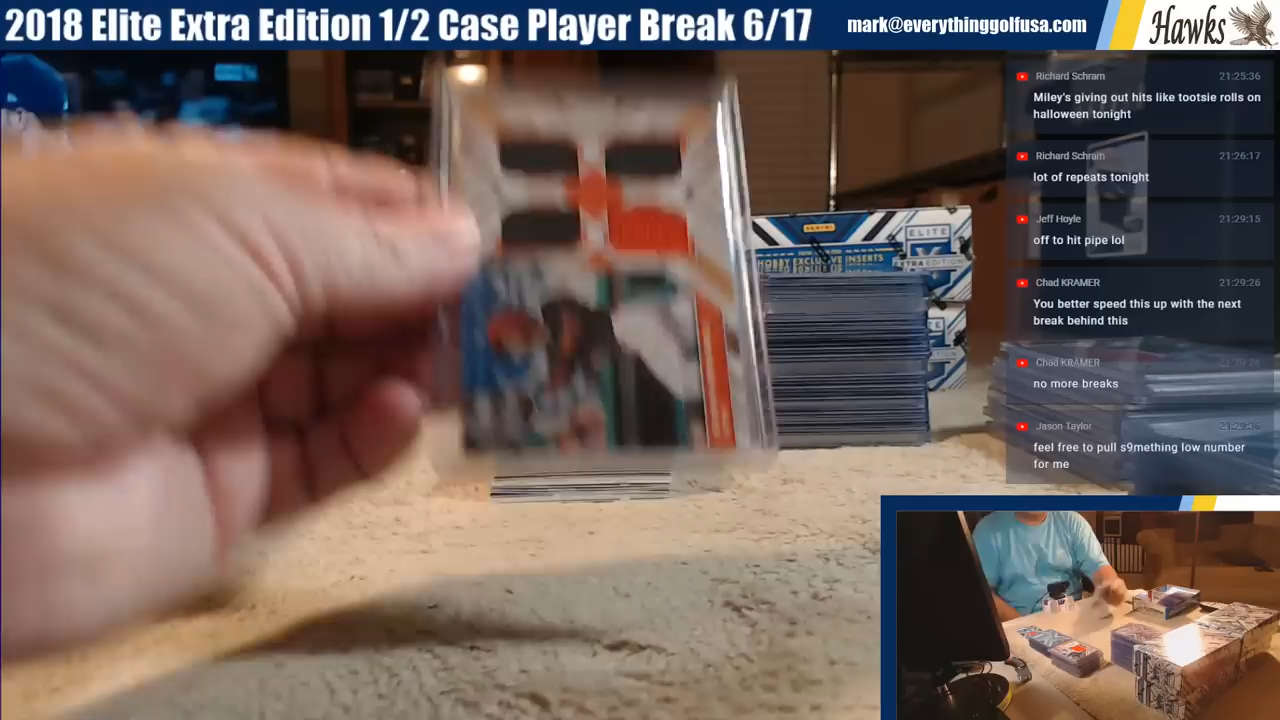 2018 Elite Extra Edition 1/2 Case Player Break 6/17
mark@everythinggolfusa.com
Hawks
Richard Schram 21:25:36
Miley's giving out hits like tootsie rolls on
halloween tonight
Richard Schram 21:26:17
lot of repeats tonight
Jeff Hoyle 21:29:15
off to hit pipe lol
Chad KRAMER 21:29:26
You better speed this up with the next
break behind this
Chad KRAMER
no more breaks
Jason Taylor
feel free to pull s9mething low number
for me
PANINI
ELITE
HOBBY EXCLUSIVE INSERTS
EXTRA EDITION